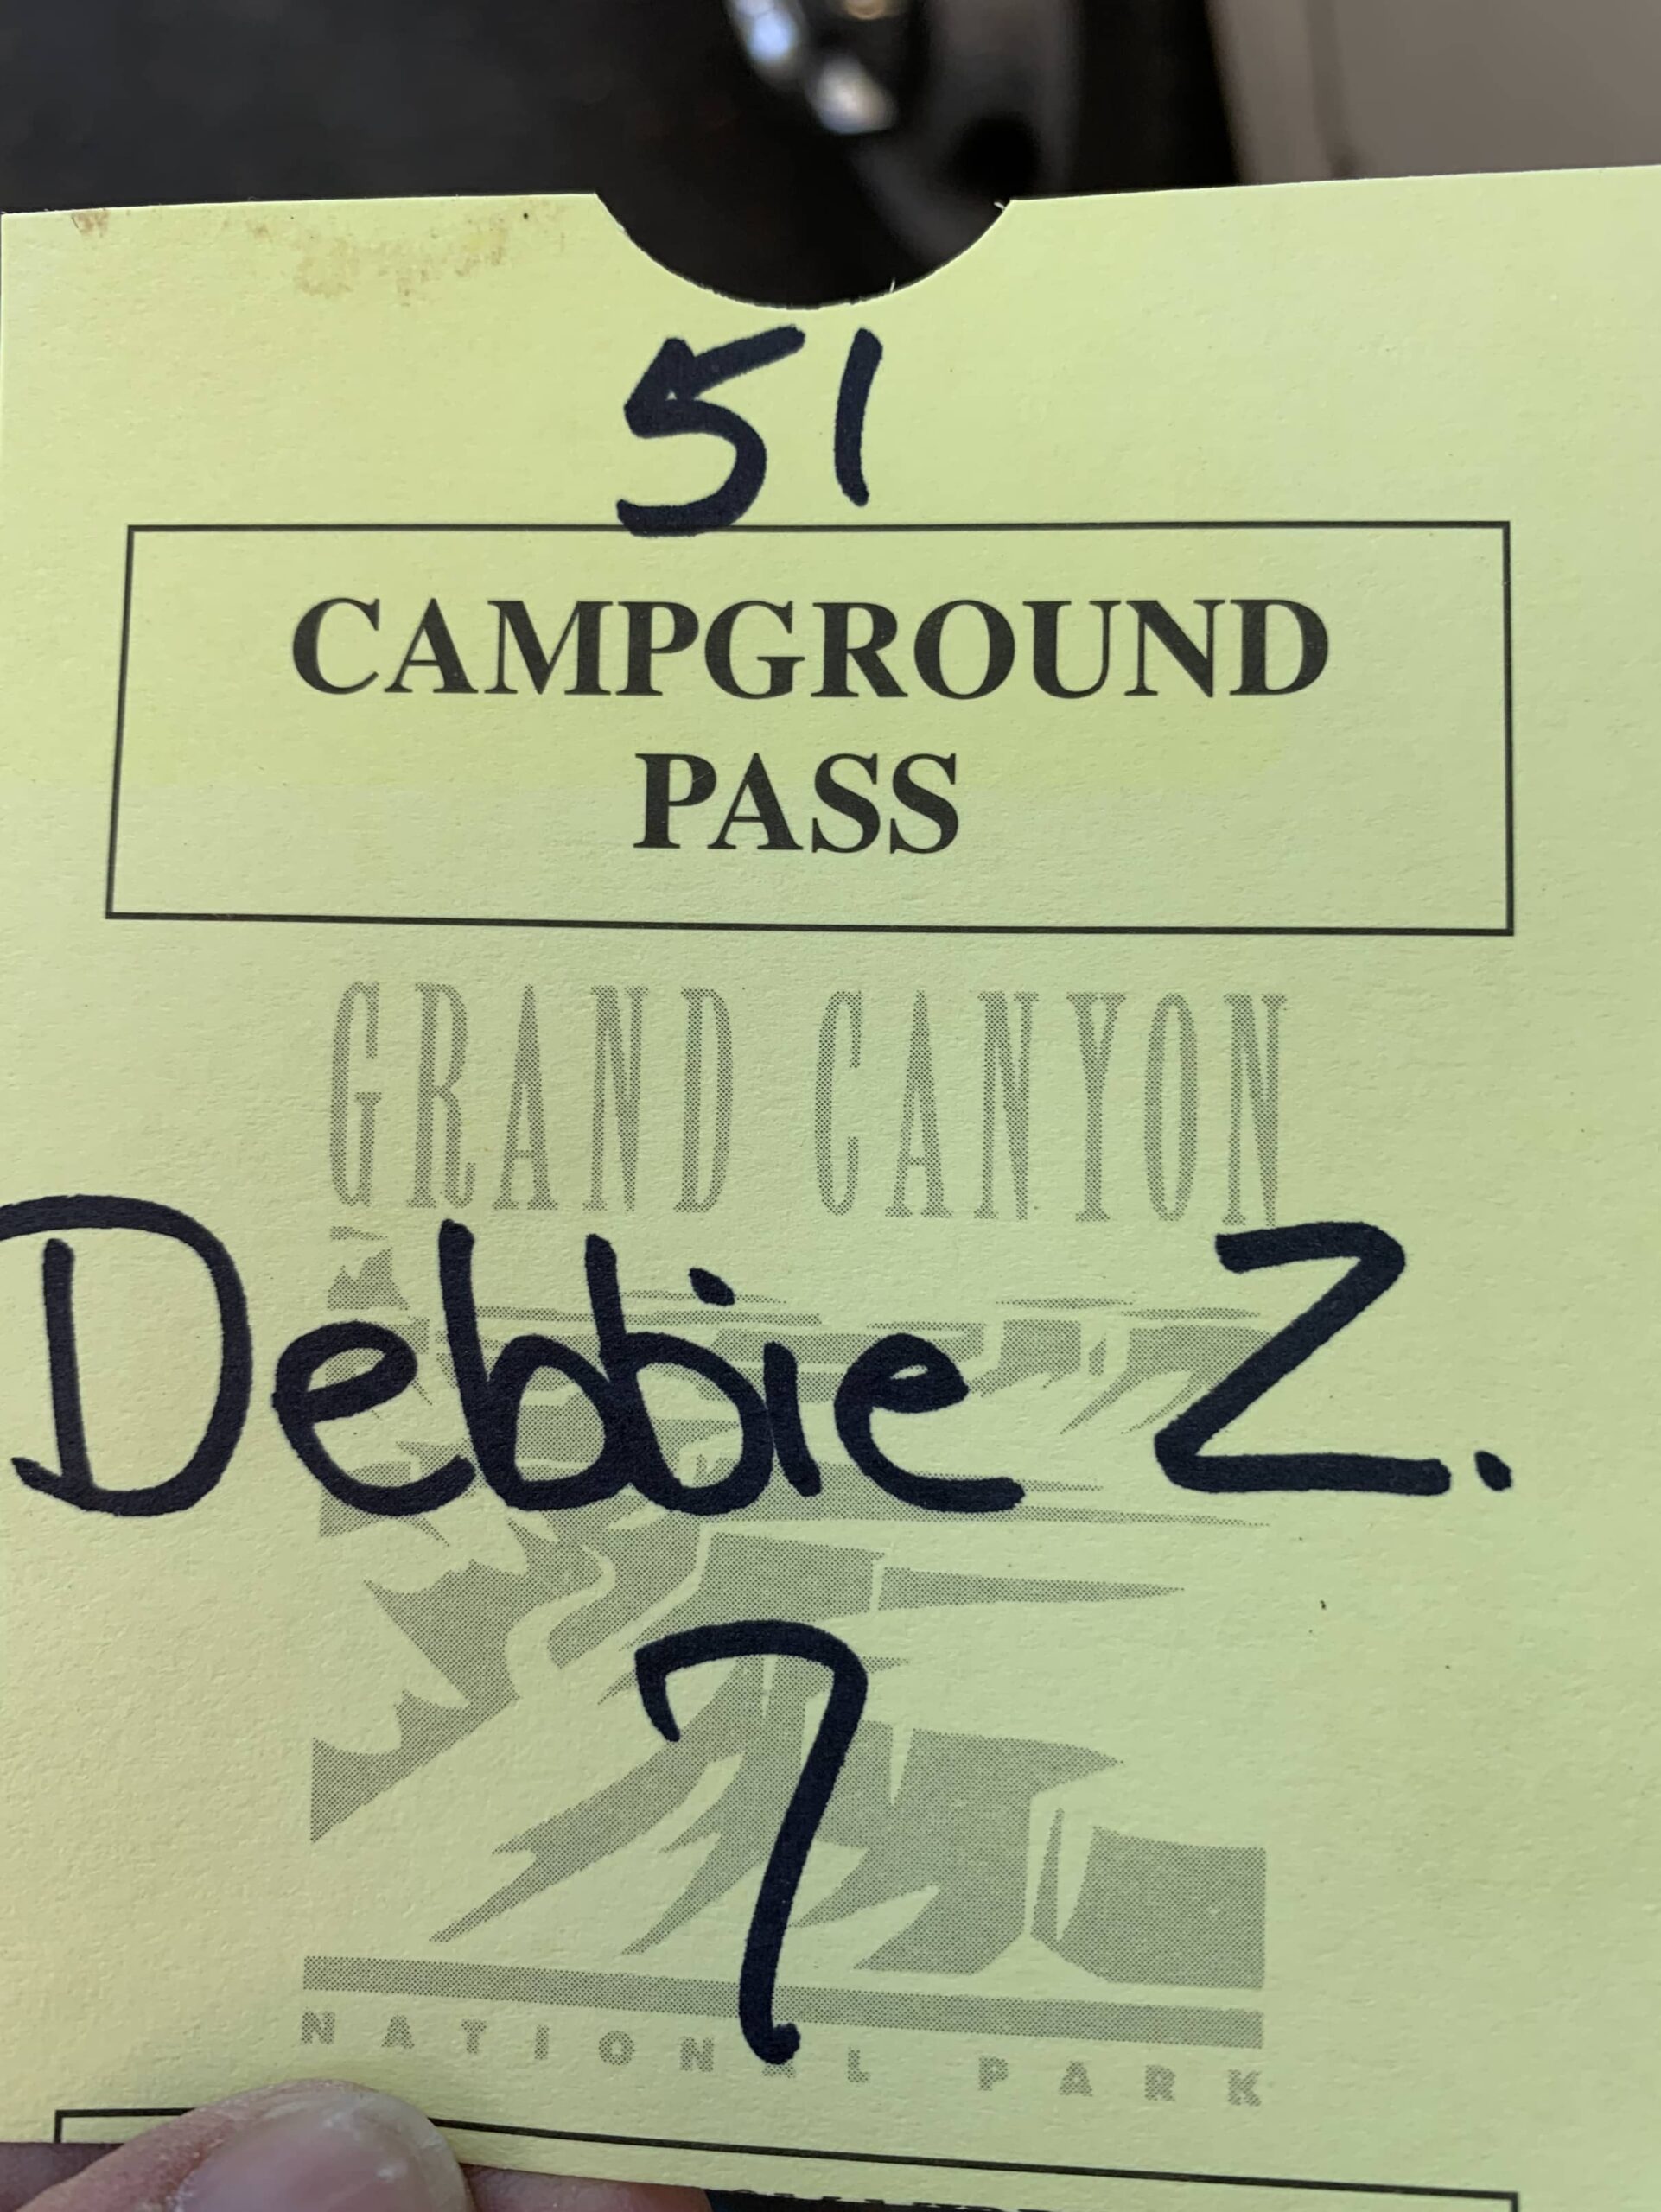 51
CAMPGROUND
PASS
GRAND CANYON
Debbie Z.
7
NATIONAL PARK